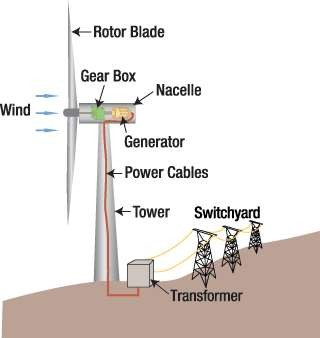 Rotor Blade
Gear Box
Nacelle
Wind
Generator
Power Cables
Tower
Switchyard
Transformer